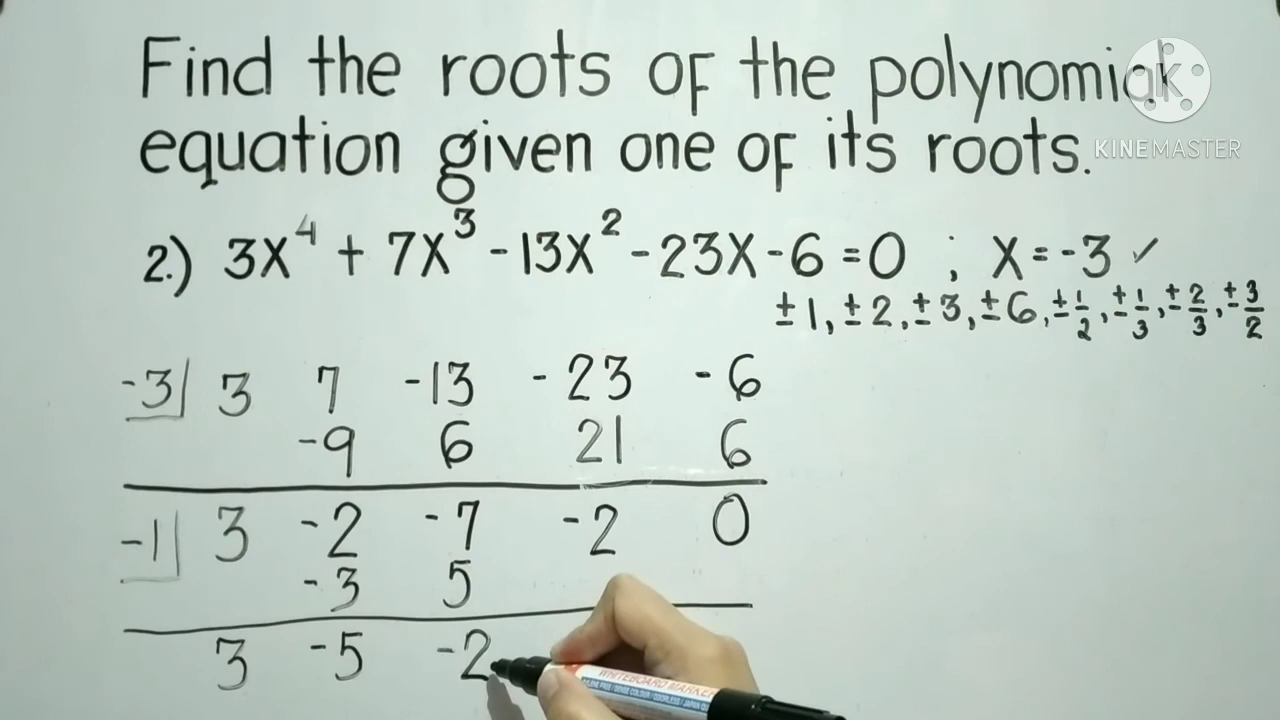 Find the roots of the polynomial
equation given one of its roots.
KINEMASTER
2.) 3x⁴ + 7x³ - 13x² - 23x - 6 = 0 ; x = -3 ✓
±1, ±2, ±3, ±6, ±1/2, ±1/3, ±2/3, ±3/2
-3| 3 7 -13 -23 -6
-9 6 21 6
-1| 3 -2 -7 -2 0
-3 5
3 -5 -2
WHITEBOARD MARKER